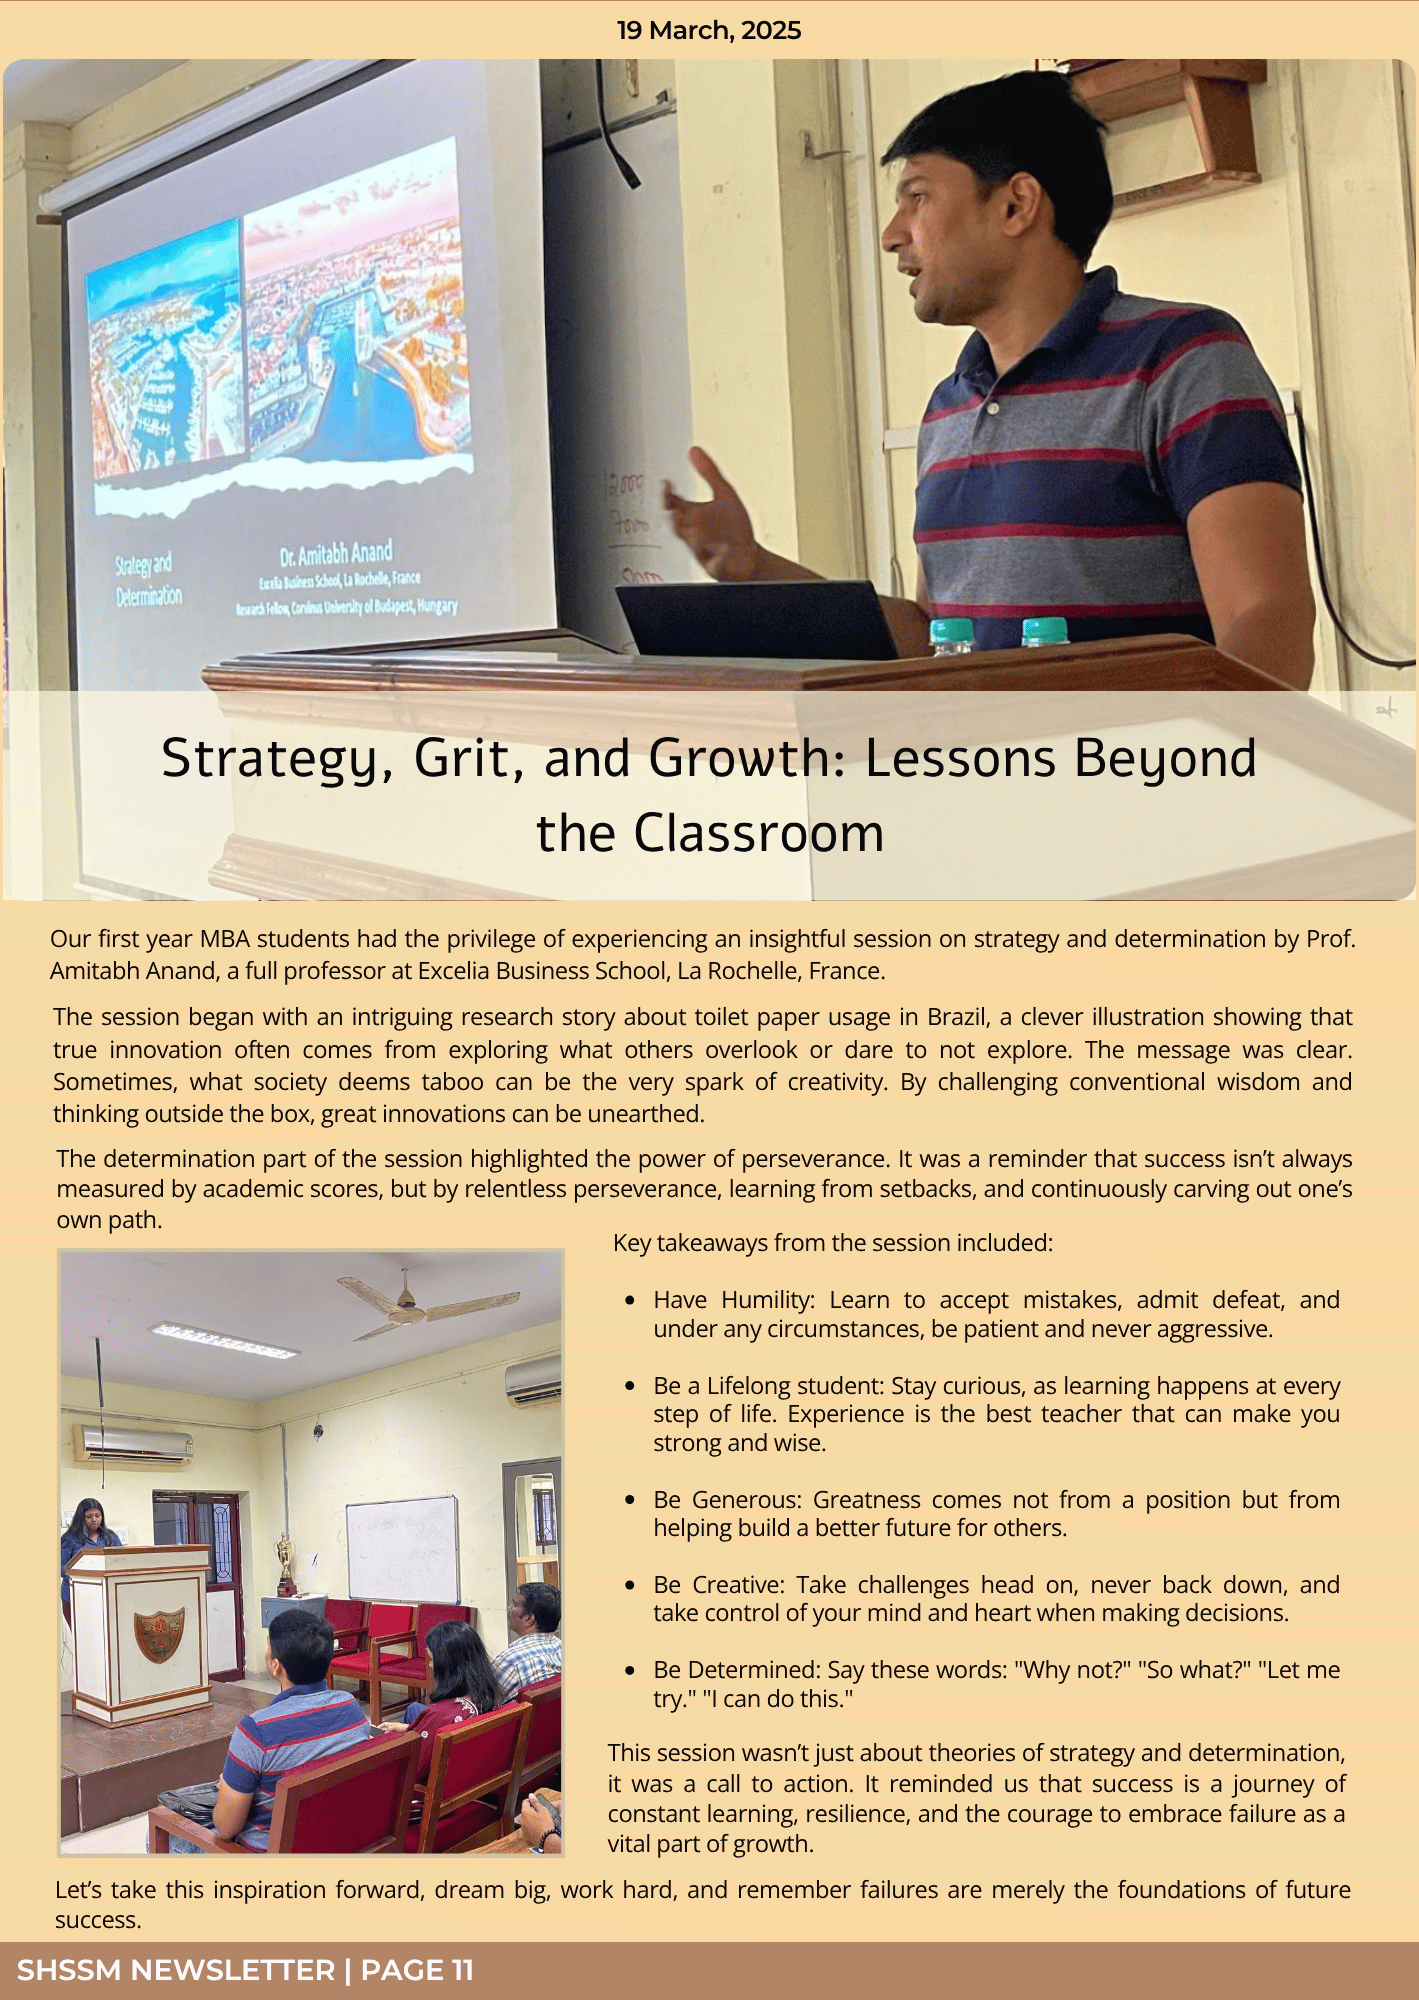 19 March, 2025
Strategy and
Determination
Dr. Amitabh Anand
Excelia Business School, La Rochelle, France
Research Fellow, Corvinus University of Budapest, Hungary
Strategy, Grit, and Growth: Lessons Beyond
the Classroom
Our first year MBA students had the privilege of experiencing an insightful session on strategy and determination by Prof.
Amitabh Anand, a full professor at Excelia Business School, La Rochelle, France.
The session began with an intriguing research story about toilet paper usage in Brazil, a clever illustration showing that
true innovation often comes from exploring what others overlook or dare to not explore. The message was clear.
Sometimes, what society deems taboo can be the very spark of creativity. By challenging conventional wisdom and
thinking outside the box, great innovations can be unearthed.
The determination part of the session highlighted the power of perseverance. It was a reminder that success isn’t always
measured by academic scores, but by relentless perseverance, learning from setbacks, and continuously carving out one’s
own path.
Key takeaways from the session included:
• Have Humility: Learn to accept mistakes, admit defeat, and
under any circumstances, be patient and never aggressive.
• Be a Lifelong student: Stay curious, as learning happens at every
step of life. Experience is the best teacher that can make you
strong and wise.
• Be Generous: Greatness comes not from a position but from
helping build a better future for others.
• Be Creative: Take challenges head on, never back down, and
take control of your mind and heart when making decisions.
• Be Determined: Say these words: "Why not?" "So what?" "Let me
try." "I can do this."
This session wasn’t just about theories of strategy and determination,
it was a call to action. It reminded us that success is a journey of
constant learning, resilience, and the courage to embrace failure as a
vital part of growth.
Let’s take this inspiration forward, dream big, work hard, and remember failures are merely the foundations of future
success.
SHSSM NEWSLETTER | PAGE 11